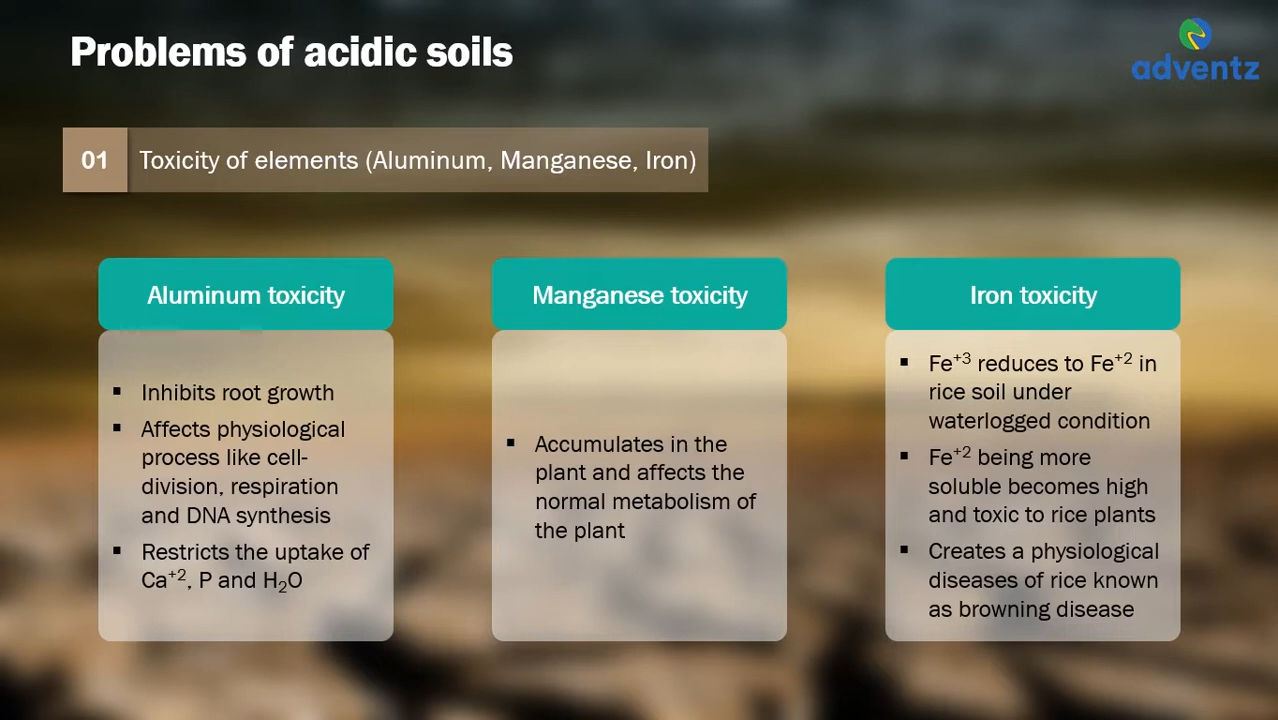 Problems of acidic soils
adventz
01
Toxicity of elements (Aluminum, Manganese, Iron)
Aluminum toxicity
▪ Inhibits root growth
▪ Affects physiological
process like cell-
division, respiration
and DNA synthesis
▪ Restricts the uptake of
Ca⁺², P and H₂O
Manganese toxicity
▪ Accumulates in the
plant and affects the
normal metabolism of
the plant
Iron toxicity
▪ Fe⁺³ reduces to Fe⁺² in
rice soil under
waterlogged condition
▪ Fe⁺² being more
soluble becomes high
and toxic to rice plants
▪ Creates a physiological
diseases of rice known
as browning disease